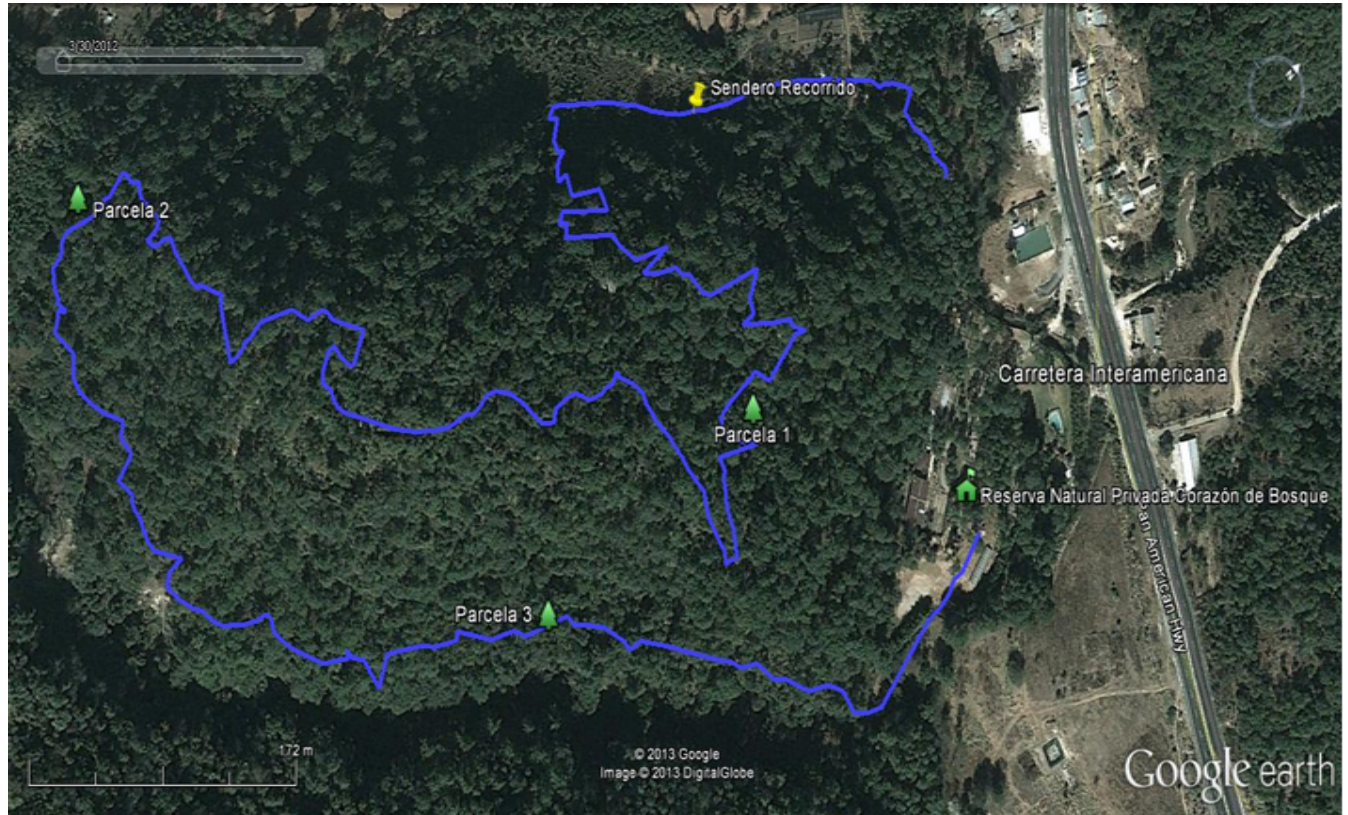 3/30/2012
Sendero Recorrido
Parcela 2
Carretera Interamericana
Parcela 1
Reserva Natural Privada Corazón de Bosque
Pan American Hwy
Parcela 3
172 m
© 2013 Google
Image © 2013 DigitalGlobe
Google earth